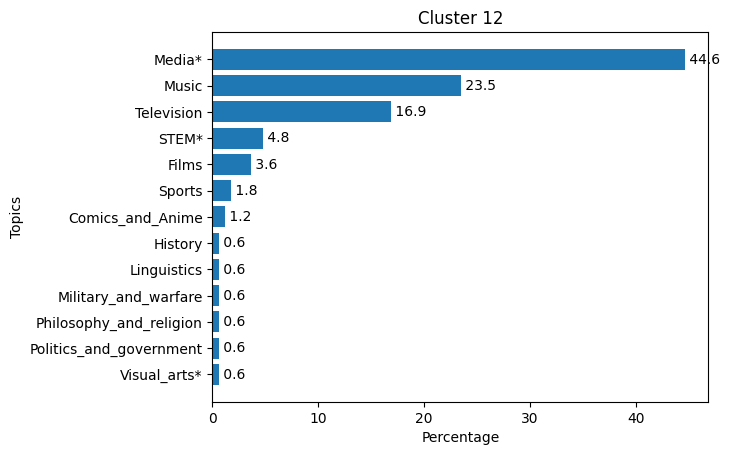 Cluster 12
Media* 44.6
Music 23.5
Television 16.9
STEM* 4.8
Films 3.6
Sports 1.8
Comics_and_Anime 1.2
History 0.6
Linguistics 0.6
Military_and_warfare 0.6
Philosophy_and_religion 0.6
Politics_and_government 0.6
Visual_arts* 0.6
Topics
0 10 20 30 40
Percentage